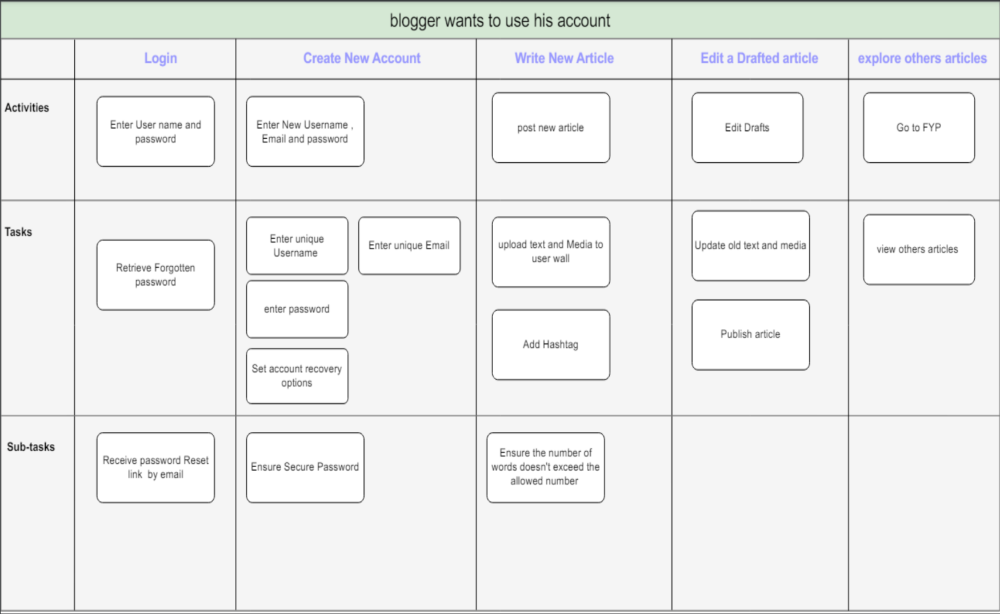 blogger wants to use his account
Login
Create New Account
Write New Article
Edit a Drafted article
explore others articles
Activities
Enter User name and
password
Enter New Username ,
Email and password
post new article
Edit Drafts
Go to FYP
Tasks
Retrieve Forgotten
password
Enter unique
Username
Enter unique Email
enter password
Set account recovery
options
upload text and Media to
user wall
Add Hashtag
Update old text and media
Publish article
view others articles
Sub-tasks
Receive password Reset
link  by email
Ensure Secure Password
Ensure the number of
words doesn't exceed the
allowed number